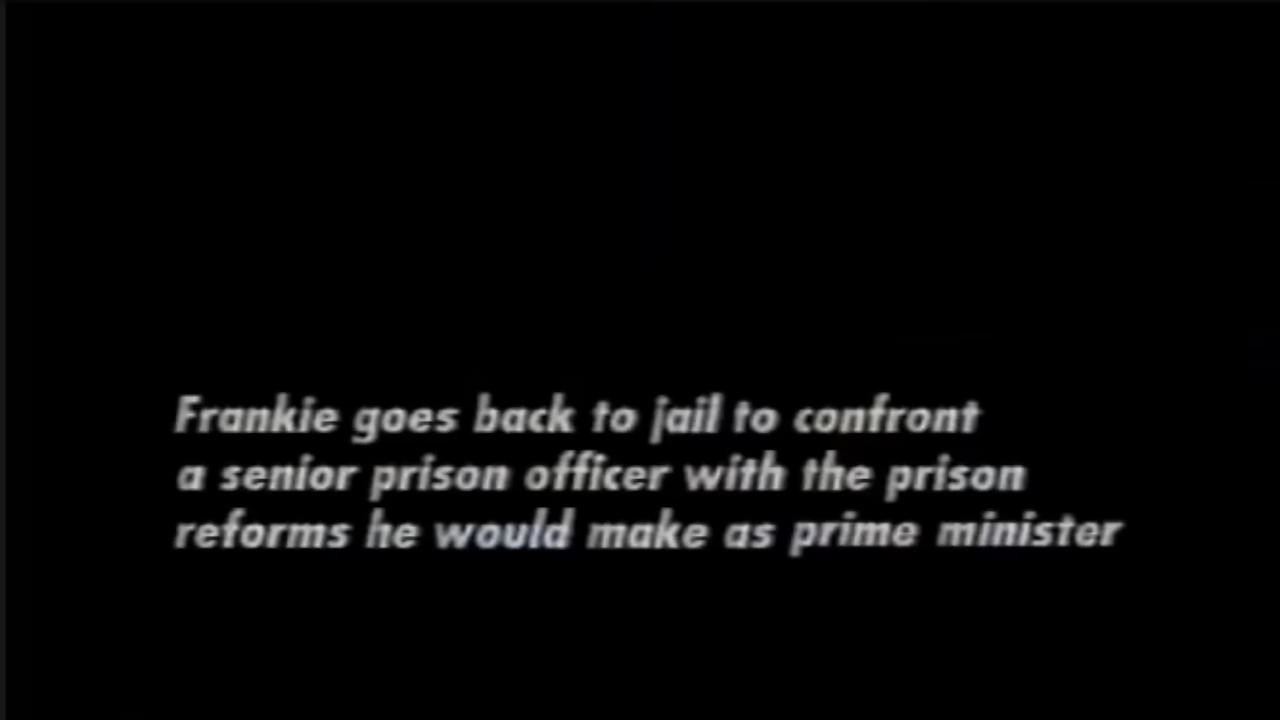 Frankie goes back to jail to confront
a senior prison officer with the prison
reforms he would make as prime minister